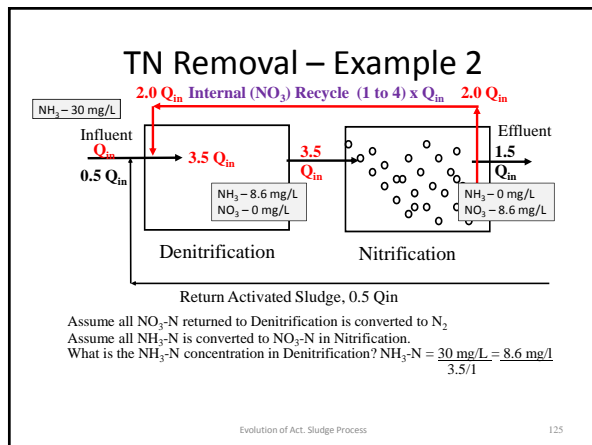 TN Removal – Example 2
2.0 Qin Internal (NO3) Recycle (1 to 4) x Qin 2.0 Qin
NH3 – 30 mg/L
Influent
Effluent
Qin 3.5 Qin 3.5 1.5
0.5 Qin Qin Qin
NH3 – 8.6 mg/L
NO3 – 0 mg/L
NH3 – 0 mg/L
NO3 – 8.6 mg/L
Denitrification
Nitrification
Return Activated Sludge, 0.5 Qin
Assume all NO3-N returned to Denitrification is converted to N2
Assume all NH3-N is converted to NO3-N in Nitrification.
What is the NH3-N concentration in Denitrification? NH3-N = 30 mg/L = 8.6 mg/l
3.5/1
Evolution of Act. Sludge Process
125